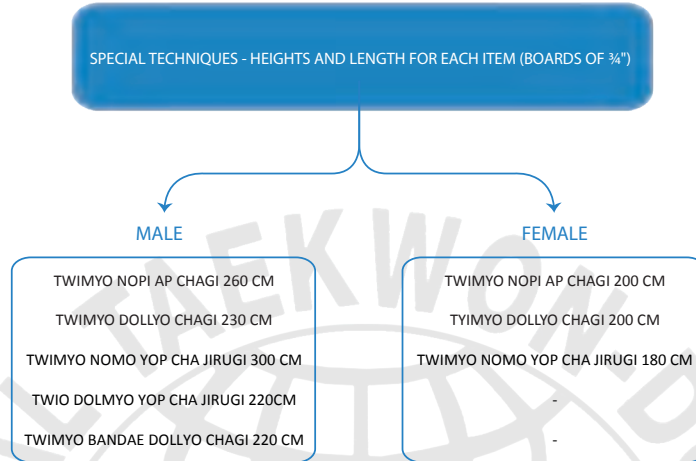 SPECIAL TECHNIQUES - HEIGHTS AND LENGTH FOR EACH ITEM (BOARDS OF ¾")
MALE
TWIMYO NOPI AP CHAGI 260 CM
TWIMYO DOLLYO CHAGI 230 CM
TWIMYO NOMO YOP CHA JIRUGI 300 CM
TWIO DOLMYO YOP CHA JIRUGI 220CM
TWIMYO BANDAE DOLLYO CHAGI 220 CM
FEMALE
TWIMYO NOPI AP CHAGI 200 CM
TYIMYO DOLLYO CHAGI 200 CM
TWIMYO NOMO YOP CHA JIRUGI 180 CM
-
-
AL TAEKWON-D